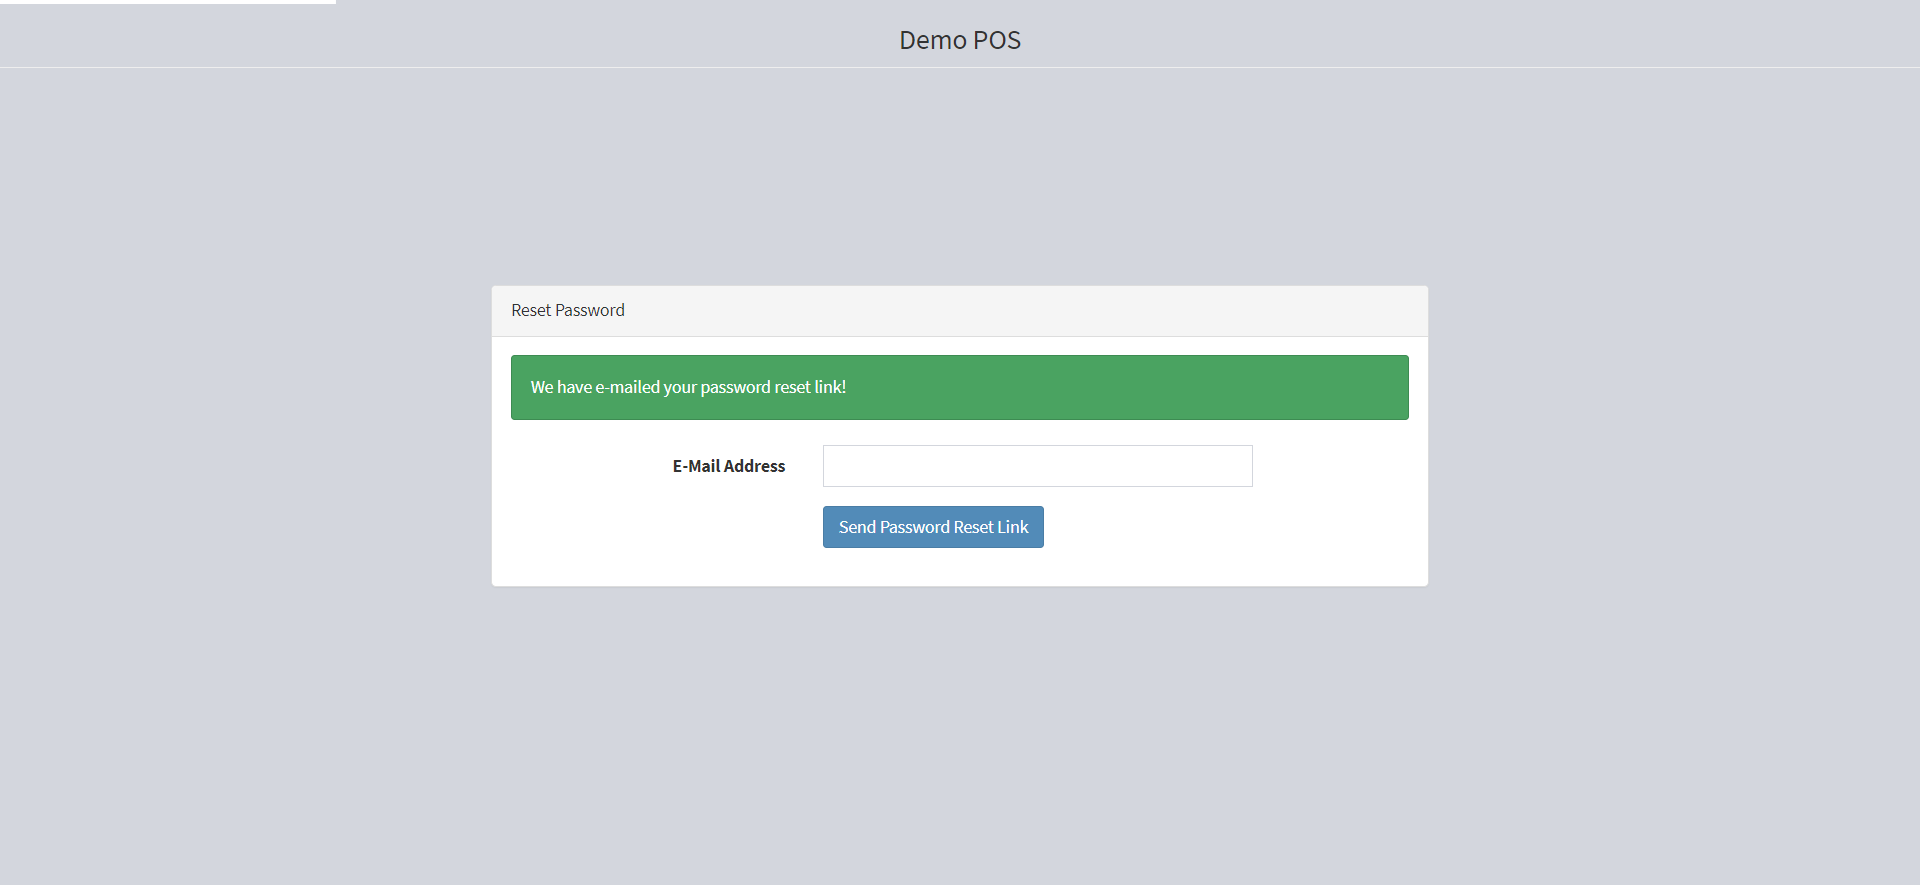 Demo POS
Reset Password
We have e-mailed your password reset link!
E-Mail Address
Send Password Reset Link